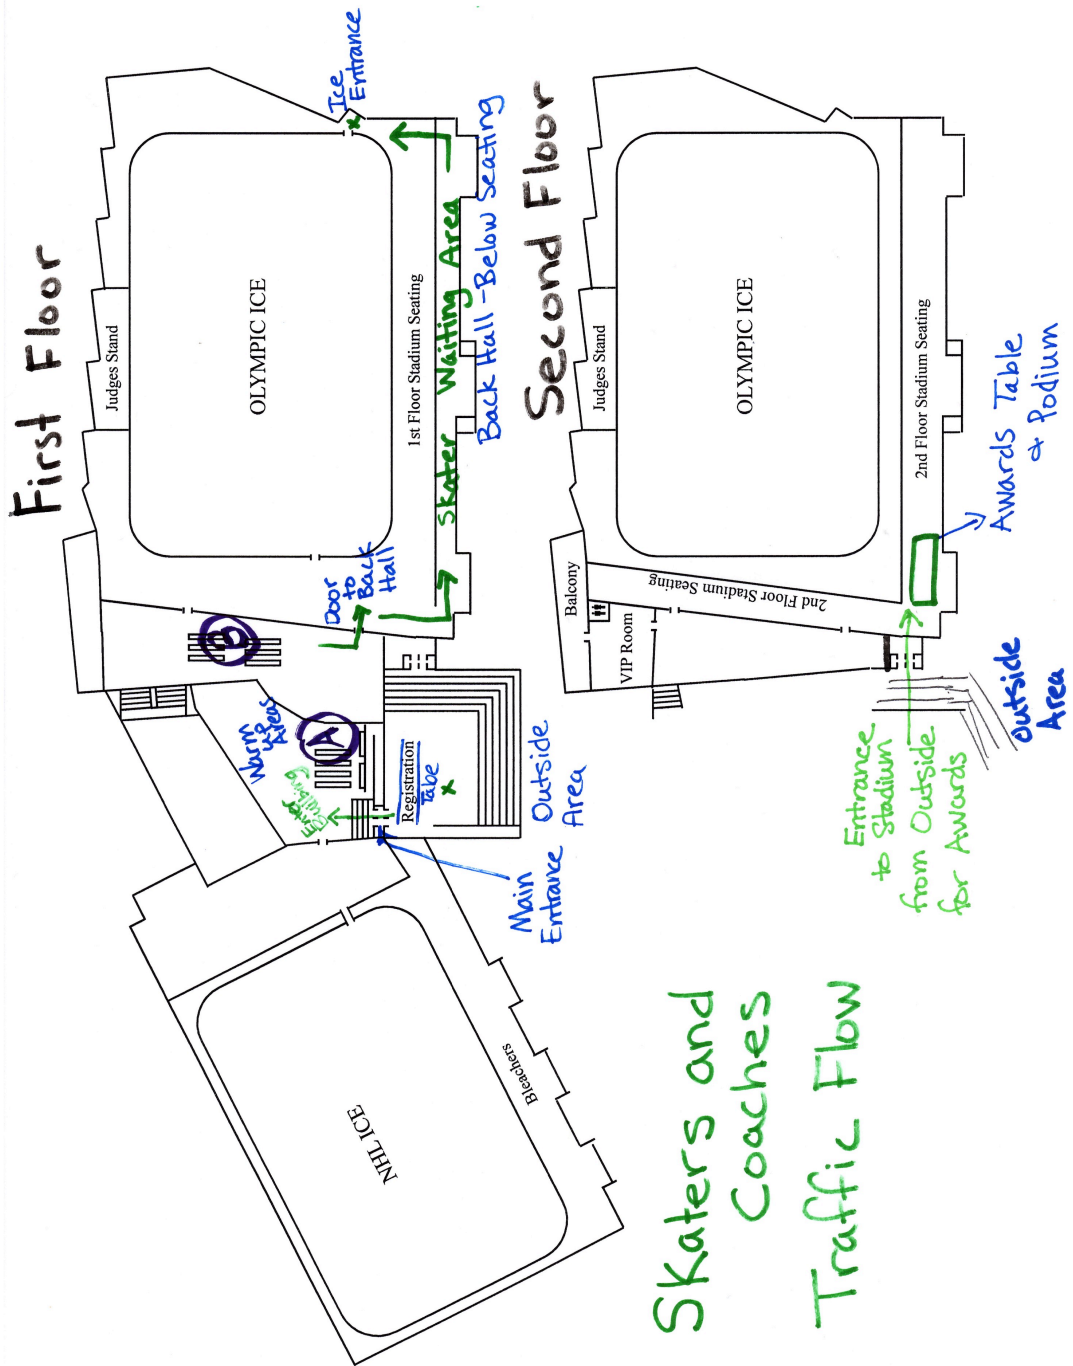 First Floor
Judges Stand
OLYMPIC ICE
1st Floor Stadium Seating
Ice
Entrance
Skater Waiting Area
Back Hall - Below Seating
Door
to
Back
Hall
B
A
Warm
up
Areas
Enter
Building
Registration
Tabe
x
x
Main
Entrance
Outside
Area
NHL ICE
Bleachers
Second Floor
Judges Stand
OLYMPIC ICE
2nd Floor Stadium Seating
Balcony
VIP Room
2nd Floor Stadium Seating
Awards Table
& Podium
Outside
Area
Entrance
to Stadium
from Outside
for Awards
Skaters and
Coaches
Traffic Flow